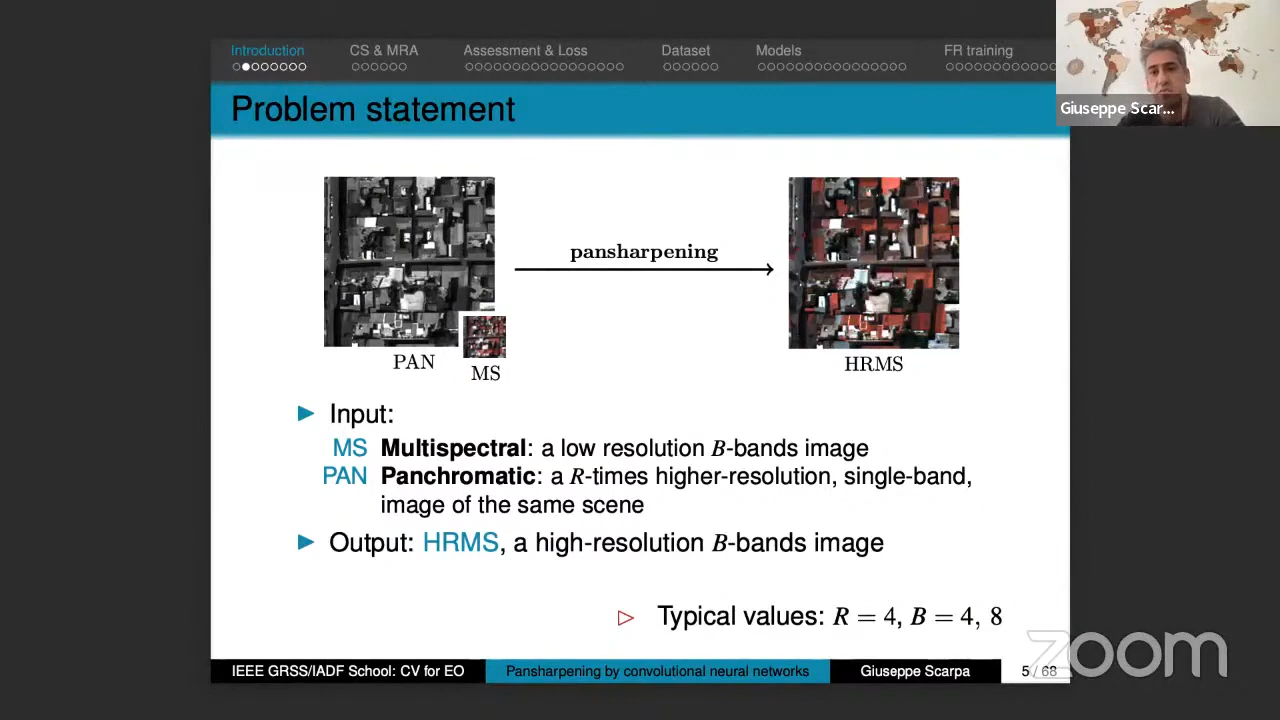 Introduction CS & MRA Assessment & Loss Dataset Models FR training
Problem statement
Giuseppe Scar...
pansharpening
PAN
MS
HRMS
Input:
MS Multispectral: a low resolution B-bands image
PAN Panchromatic: a R-times higher-resolution, single-band,
image of the same scene
Output: HRMS, a high-resolution B-bands image
Typical values: R = 4, B = 4, 8
zoom
IEEE GRSS/IADF School: CV for EO Pansharpening by convolutional neural networks Giuseppe Scarpa 5 / 68